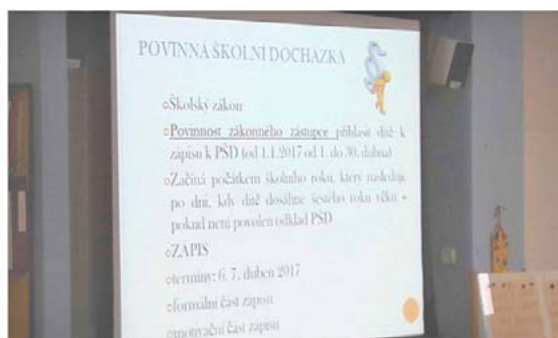 POVINNÁ ŠKOLNÍ DOCHÁZKA
Školský zákon
Povinnost zákonného zástupce přihlásit dítě k
zápisu k PŠD (od 1.1.2017 od 1. do 30. dubna)
Začíná počátkem školního roku, který následuje
po dni, kdy dítě dosáhne šestého roku věku -
pokud není povolen odklad PŠD
ZÁPIS
termíny: 6. 7. duben 2017
formální část zápisu
motivační část zápisu